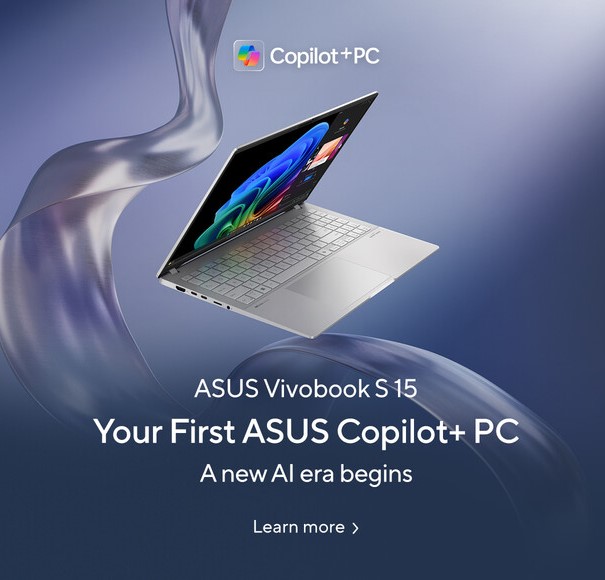 Copilot+PC
ASUS Vivobook S 15
Your First ASUS Copilot+ PC
A new AI era begins
Learn more >